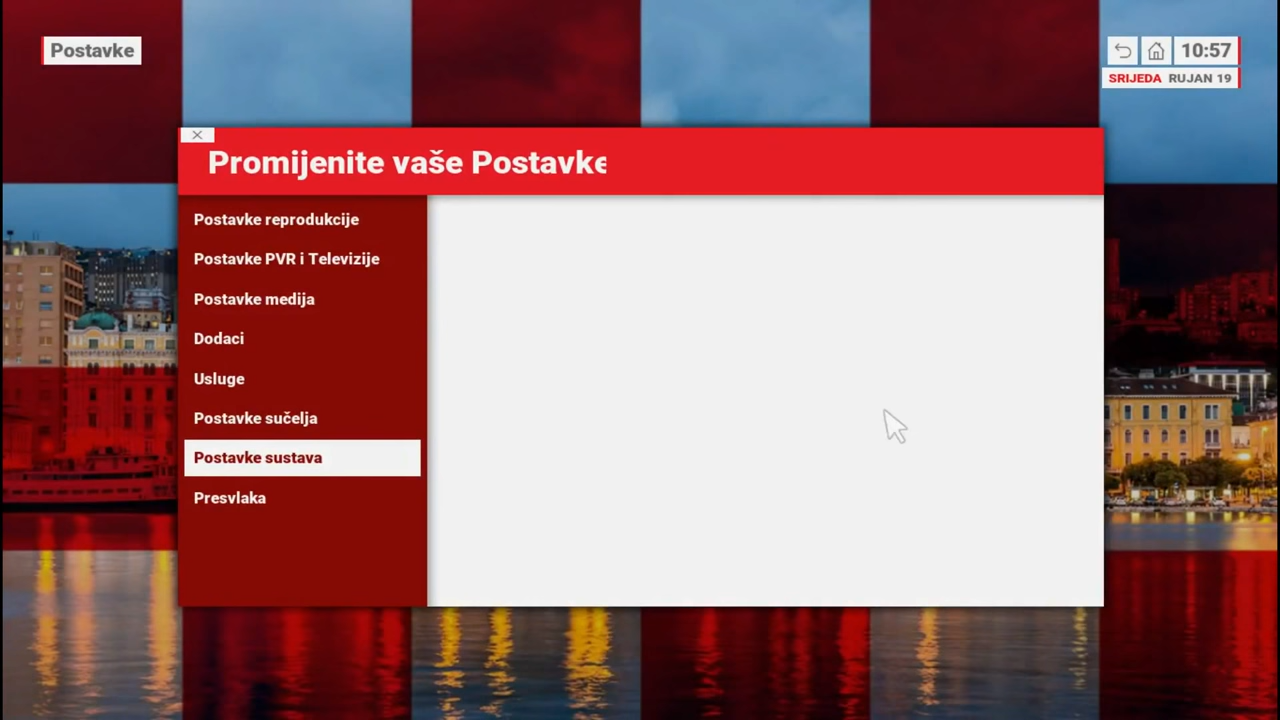 Postavke
10:57
SRIJEDA RUJAN 19
Promijenite vaše Postavke
Postavke reprodukcije
Postavke PVR i Televizije
Postavke medija
Dodaci
Usluge
Postavke sučelja
Postavke sustava
Presvlaka